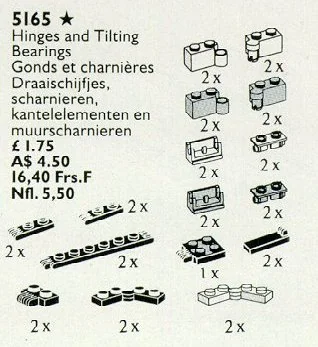 5165 ★
Hinges and Tilting
Bearings
Gonds et charnières
Draaischijfjes,
scharnieren,
kantelelementen en
muurscharnieren
£ 1.75
A$ 4.50
16,40 Frs.F
Nfl. 5,50
2 x 2 x
2 x 2 x
2 x 2 x
2 x 2 x
2 x 2 x
2 x 2 x 1 x 2 x
2 x 2 x 2 x